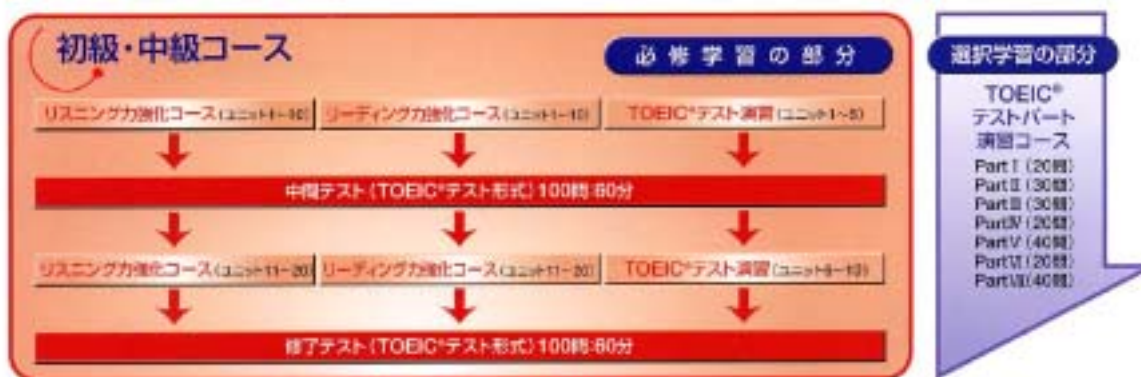 初級・中級コース
必修学習の部分
リスニング力強化コース(ユニット1~10)
リーディング力強化コース(ユニット1~10)
TOEIC®テスト演習(ユニット1~5)
中間テスト(TOEIC®テスト形式)100問:60分
リスニング力強化コース(ユニット11~20)
リーディング力強化コース(ユニット11~20)
TOEIC®テスト演習(ユニット6~10)
修了テスト(TOEIC®テスト形式)100問:60分
選択学習の部分
TOEIC®
テストパート
演習コース
Part Ⅰ (20問)
Part Ⅱ (30問)
Part Ⅲ (30問)
Part Ⅳ (20問)
Part Ⅴ (40問)
Part Ⅵ (20問)
Part Ⅶ (40問)